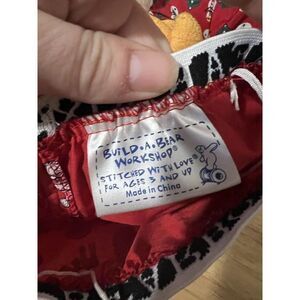 BUILD-A-BEAR
WORKSHOP®
STITCHED WITH LOVE®
FOR AGES 3 AND UP
Made in China